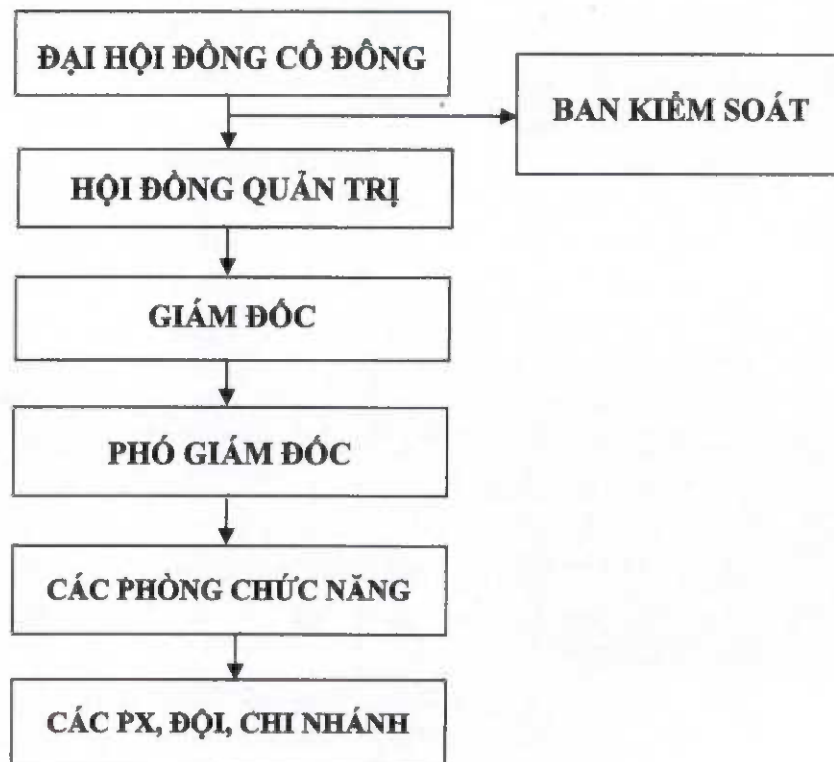 ĐẠI HỘI ĐỒNG CỔ ĐÔNG
BAN KIỂM SOÁT
HỘI ĐỒNG QUẢN TRỊ
GIÁM ĐỐC
PHÓ GIÁM ĐỐC
CÁC PHÒNG CHỨC NĂNG
CÁC PX, ĐỘI, CHI NHÁNH